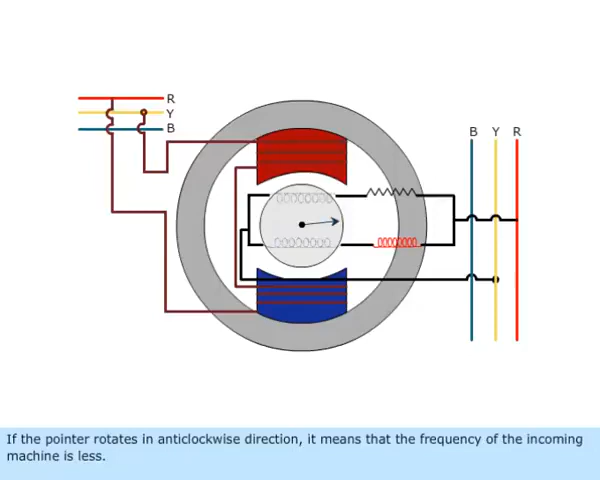 R
Y
B
B Y R
If the pointer rotates in anticlockwise direction, it means that the frequency of the incoming
machine is less.